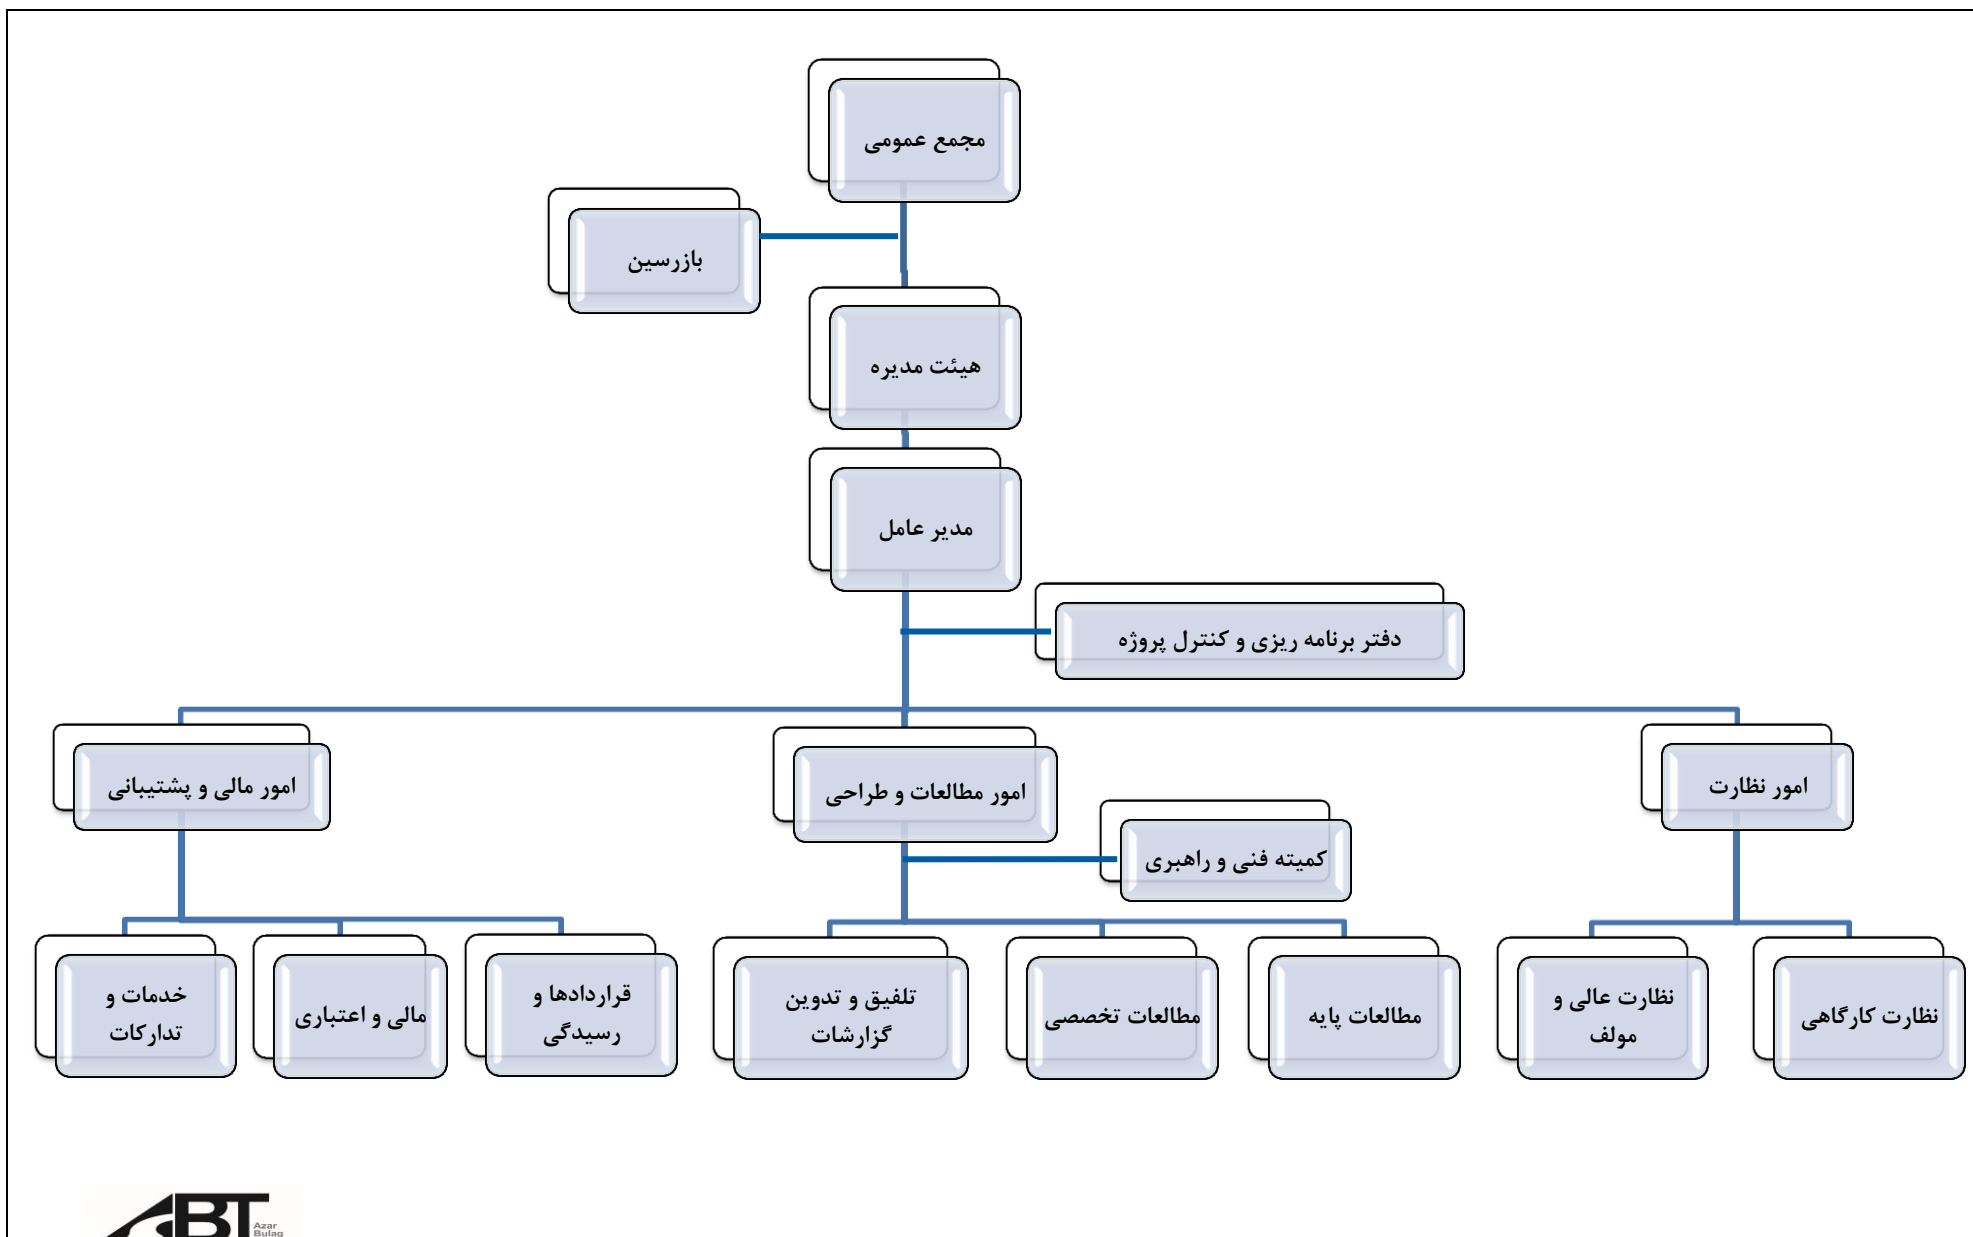 مجمع عمومی
بازرسین
هیئت مدیره
مدیر عامل
دفتر برنامه ریزی و کنترل پروژه
امور نظارت
امور مطالعات و طراحی
امور مالی و پشتیبانی
کمیته فنی و راهبری
نظارت کارگاهی
نظارت عالی و
مولف
مطالعات پایه
مطالعات تخصصی
تلفیق و تدوین
گزارشات
قراردادها و
رسیدگی
مالی و اعتباری
خدمات و
تدارکات
ABT
Azar
Bulaq